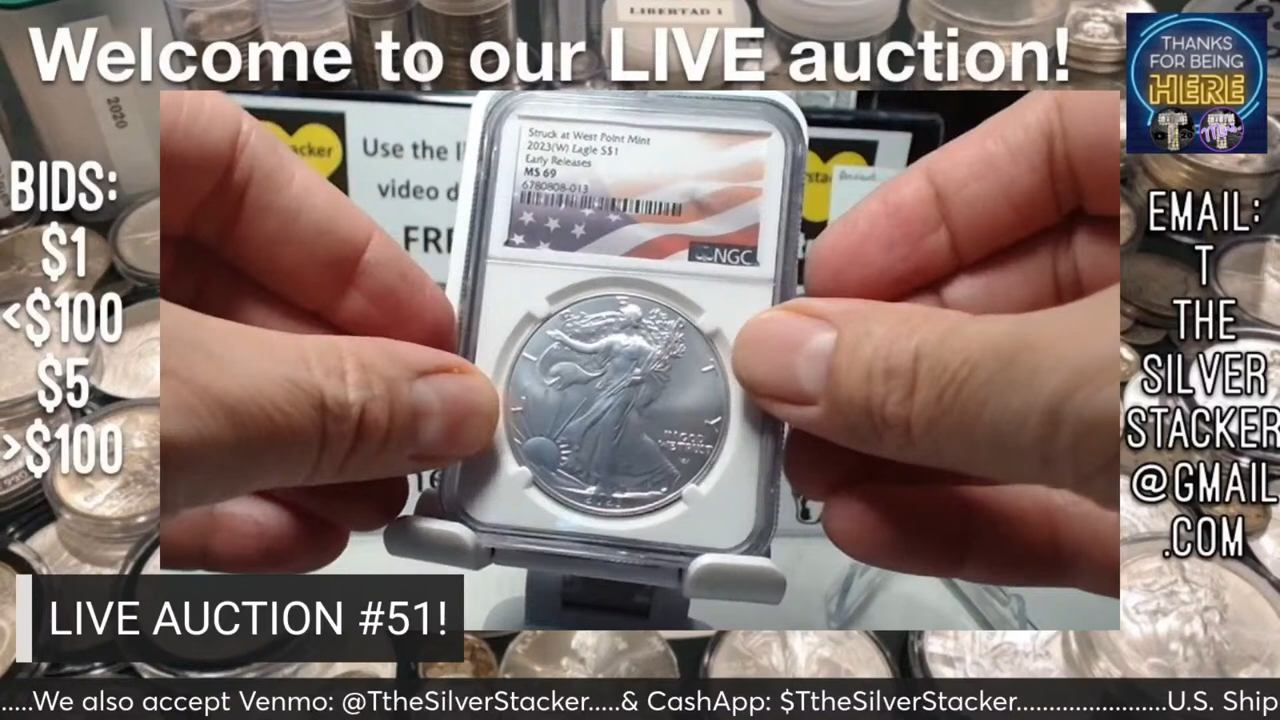 LIBERTAD 1
Welcome to our LIVE auction!
THANKS
FOR BEING
HERE
2020
BIDS:
$1
<$100
$5
>$100
EMAIL:
T
THE
SILVER
STACKER
@GMAIL
.COM
acker
Use the
video d
FRE
Struck at West Point Mint
2023(W) Eagle S$1
Early Releases
MS 69
6780808-013
NGC
LIVE AUCTION #51!
.....We also accept Venmo: @TtheSilverStacker.....& CashApp: $TtheSilverStacker.......................U.S. Ship